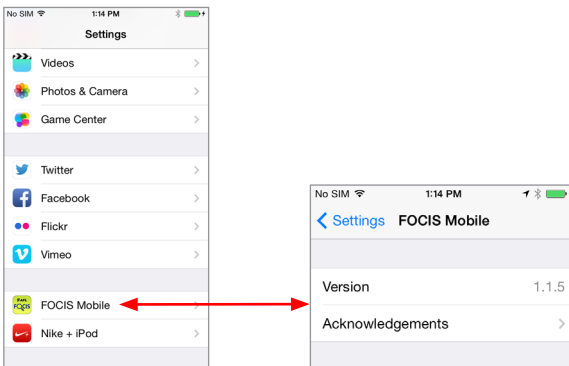 No SIM 1:14 PM
Settings
Videos
Photos & Camera
Game Center
Twitter
Facebook
Flickr
Vimeo
FOCIS
FOCIS Mobile
Nike + iPod
No SIM 1:14 PM
Settings FOCIS Mobile
Version 1.1.5
Acknowledgements